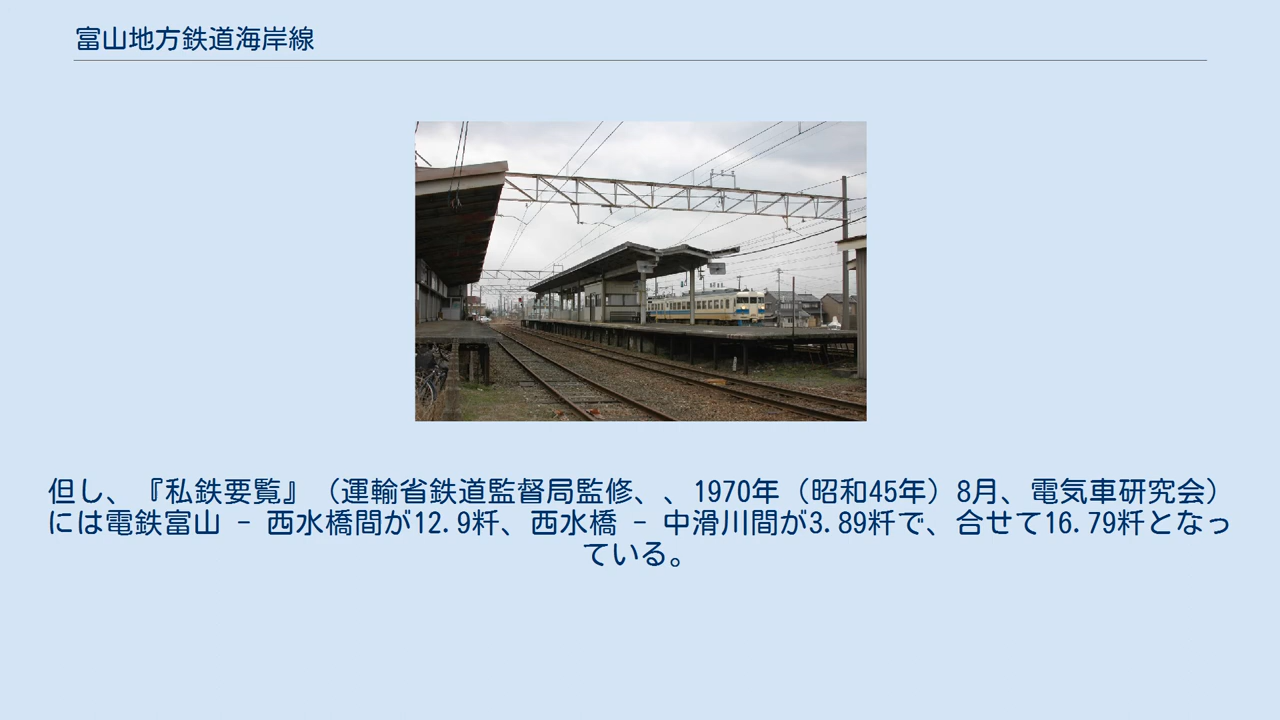 富山地方鉄道海岸線
但し、『私鉄要覧』（運輸省鉄道監督局監修、、1970年（昭和45年）8月、電気車研究会）
には電鉄富山 - 西水橋間が12.9粁、西水橋 - 中滑川間が3.89粁で、合せて16.79粁となっ
ている。